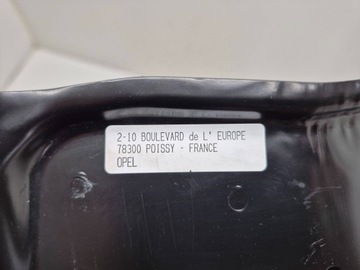 2-10 BOULEVARD de L' EUROPE
78300 POISSY - FRANCE
OPEL